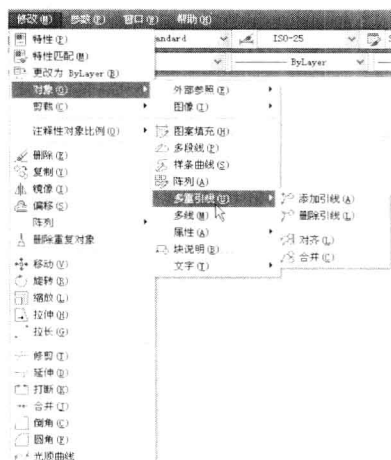 修改(M) 参数(P) 窗口(W) 帮助(H)
特性(P)
andard
ISO-25
特性匹配(M)
更改为 ByLayer(B)
ByLayer
对象(O)
剪裁(C)
注释性对象比例(O)
删除(E)
复制(Y)
镜像(I)
偏移(S)
阵列
删除重复对象
移动(V)
旋转(R)
缩放(L)
拉伸(H)
拉长(G)
修剪(T)
延伸(D)
打断(K)
合并(J)
倒角(C)
圆角(F)
光顺曲线
外部参照(E)
图像(I)
图案填充(H)
多段线(P)
样条曲线(S)
阵列(A)
多重引线(U)
多线(M)
属性(A)
块说明(B)
文字(T)
添加引线(A)
删除引线(L)
对齐(L)
合并(C)